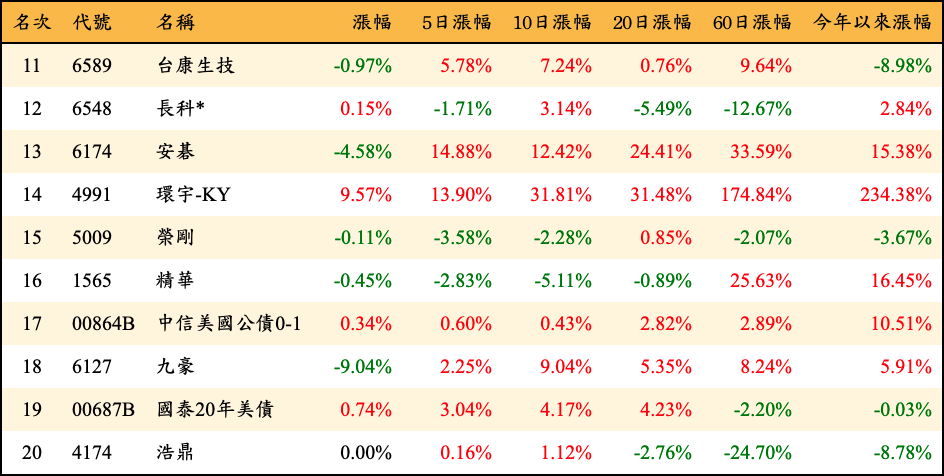 名次 代號 名稱 漲幅 5日漲幅 10日漲幅 20日漲幅 60日漲幅 今年以來漲幅
11 6589 台康生技 -0.97% 5.78% 7.24% 0.76% 9.64% -8.98%
12 6548 長科* 0.15% -1.71% 3.14% -5.49% -12.67% 2.84%
13 6174 安碁 -4.58% 14.88% 12.42% 24.41% 33.59% 15.38%
14 4991 環宇-KY 9.57% 13.90% 31.81% 31.48% 174.84% 234.38%
15 5009 榮剛 -0.11% -3.58% -2.28% 0.85% -2.07% -3.67%
16 1565 精華 -0.45% -2.83% -5.11% -0.89% 25.63% 16.45%
17 00864B 中信美國公債0-1 0.34% 0.60% 0.43% 2.82% 2.89% 10.51%
18 6127 九豪 -9.04% 2.25% 9.04% 5.35% 8.24% 5.91%
19 00687B 國泰20年美債 0.74% 3.04% 4.17% 4.23% -2.20% -0.03%
20 4174 浩鼎 0.00% 0.16% 1.12% -2.76% -24.70% -8.78%